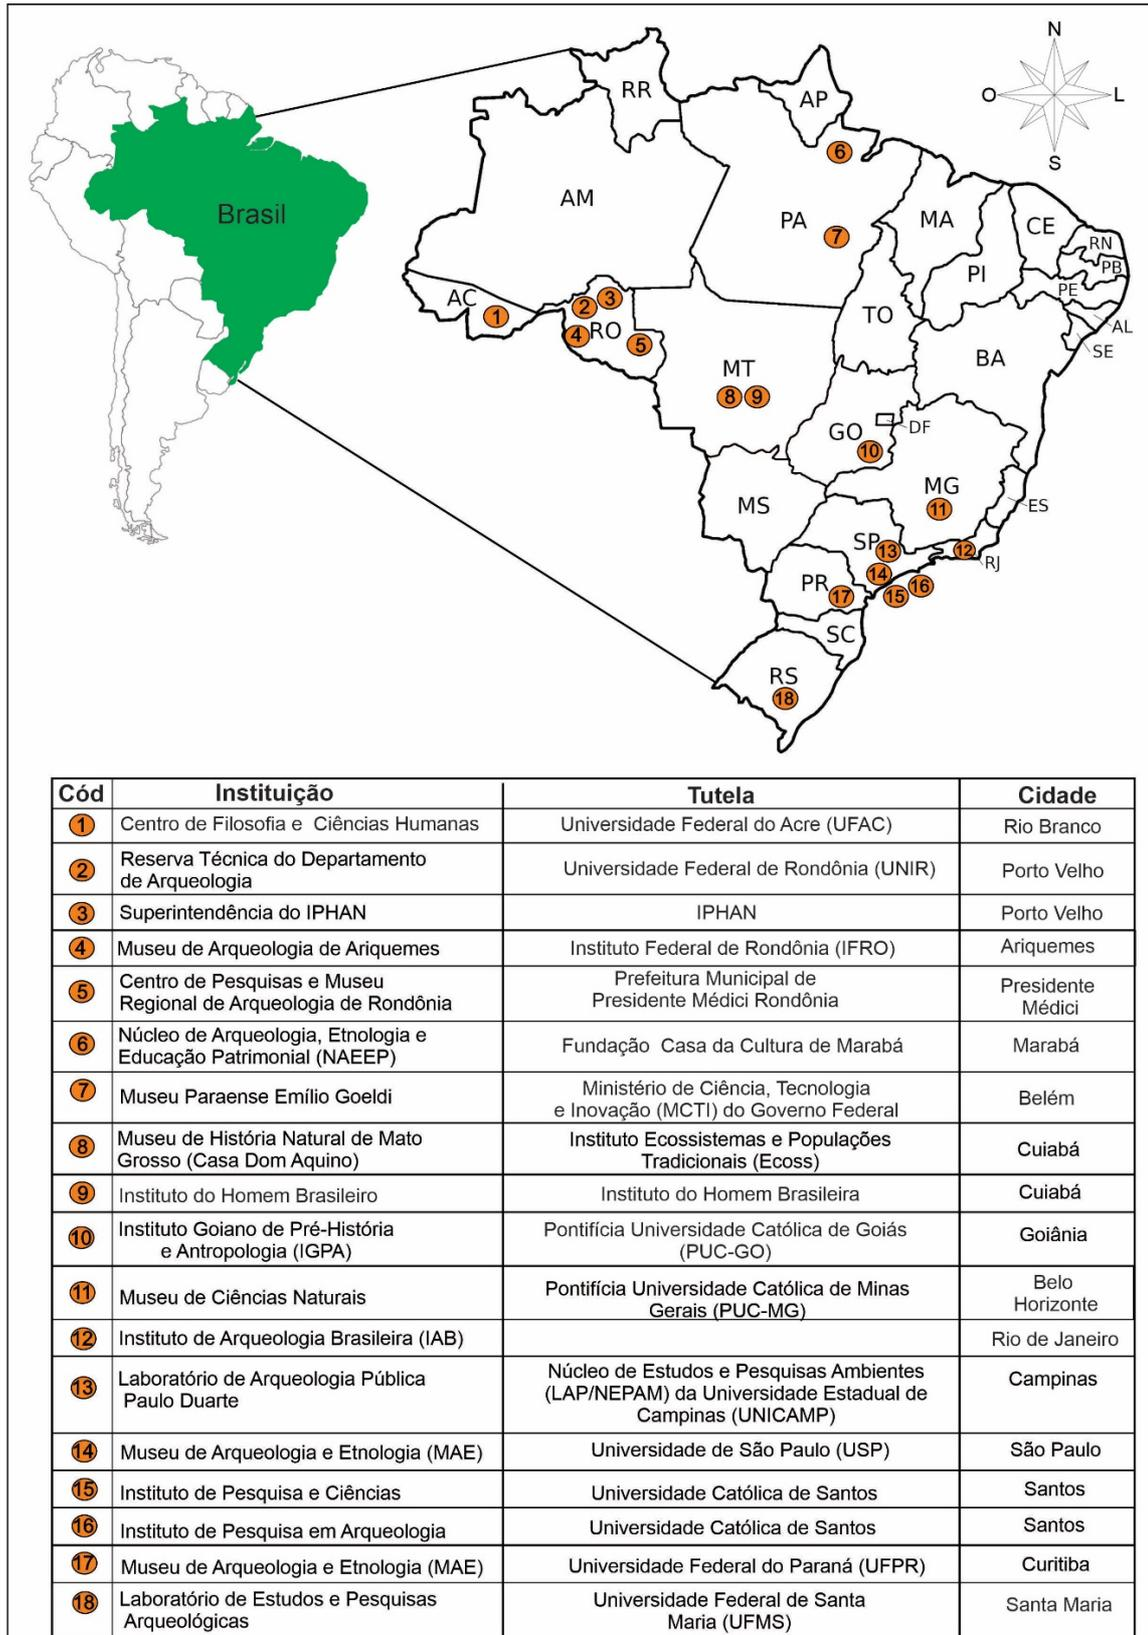 N
O
L
S
Brasil
RR
AP
6
AM
PA
7
MA
CE
RN
PB
PI
PE
AL
SE
AC
1
2
3
4
RO
5
TO
BA
MT
8
9
GO
DF
10
MG
11
ES
MS
SP
13
12
RJ
14
15
16
PR
17
SC
RS
18
Cód Instituição Tutela Cidade
1 Centro de Filosofia e Ciências Humanas Universidade Federal do Acre (UFAC) Rio Branco
2 Reserva Técnica do Departamento
de Arqueologia
Universidade Federal de Rondônia (UNIR) Porto Velho
3 Superintendência do IPHAN IPHAN Porto Velho
4 Museu de Arqueologia de Ariquemes Instituto Federal de Rondônia (IFRO) Ariquemes
5 Centro de Pesquisas e Museu
Regional de Arqueologia de Rondônia
Prefeitura Municipal de
Presidente Médici Rondônia
Presidente
Médici
6 Núcleo de Arqueologia, Etnologia e
Educação Patrimonial (NAEEP)
Fundação Casa da Cultura de Marabá Marabá
7 Museu Paraense Emílio Goeldi
Ministério de Ciência, Tecnologia
e Inovação (MCTI) do Governo Federal
Belém
8 Museu de História Natural de Mato
Grosso (Casa Dom Aquino)
Instituto Ecossistemas e Populações
Tradicionais (Ecoss)
Cuiabá
9 Instituto do Homem Brasileiro Instituto do Homem Brasileira Cuiabá
10 Instituto Goiano de Pré-História
e Antropologia (IGPA)
Pontifícia Universidade Católica de Goiás
(PUC-GO)
Goiânia
11 Museu de Ciências Naturais
Pontifícia Universidade Católica de Minas
Gerais (PUC-MG)
Belo
Horizonte
12 Instituto de Arqueologia Brasileira (IAB) Rio de Janeiro
13 Laboratório de Arqueologia Pública
Paulo Duarte
Núcleo de Estudos e Pesquisas Ambientes
(LAP/NEPAM) da Universidade Estadual de
Campinas (UNICAMP)
Campinas
14 Museu de Arqueologia e Etnologia (MAE) Universidade de São Paulo (USP) São Paulo
15 Instituto de Pesquisa e Ciências Universidade Católica de Santos Santos
16 Instituto de Pesquisa em Arqueologia Universidade Católica de Santos Santos
17 Museu de Arqueologia e Etnologia (MAE) Universidade Federal do Paraná (UFPR) Curitiba
18 Laboratório de Estudos e Pesquisas
Arqueológicas
Universidade Federal de Santa
Maria (UFMS)
Santa Maria